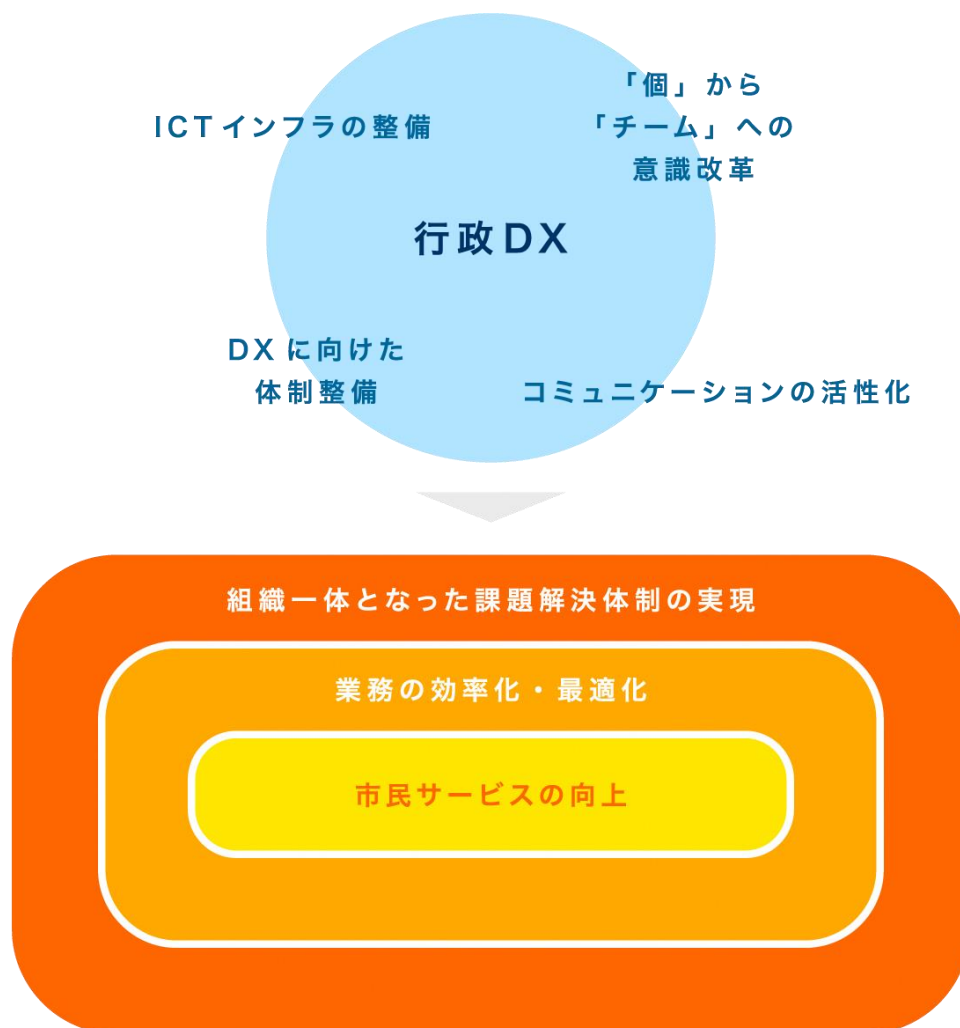 「個」から
ICTインフラの整備
「チーム」への
意識改革
行政DX
DXに向けた
体制整備
コミュニケーションの活性化
組織一体となった課題解決体制の実現
業務の効率化・最適化
市民サービスの向上